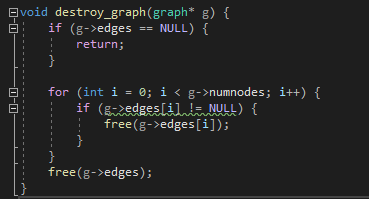 void destroy_graph(graph* g) {
    if (g->edges == NULL) {
        return;
    }

    for (int i = 0; i < g->numnodes; i++) {
        if (g->edges[i] != NULL) {
            free(g->edges[i]);
        }
    }
    free(g->edges);
}